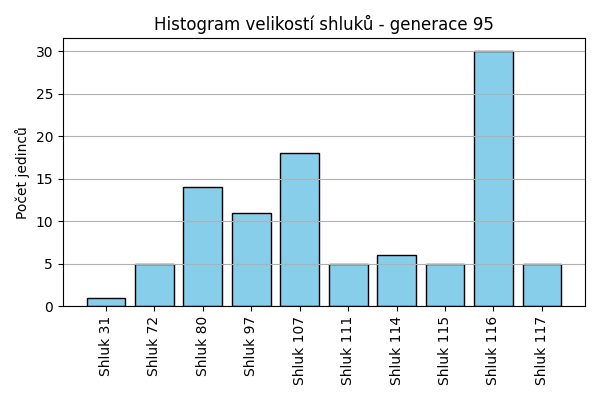 Histogram velikostí shluků - generace 95
Počet jedinců
30
25
20
15
10
5
0
Shluk 31
Shluk 72
Shluk 80
Shluk 97
Shluk 107
Shluk 111
Shluk 114
Shluk 115
Shluk 116
Shluk 117